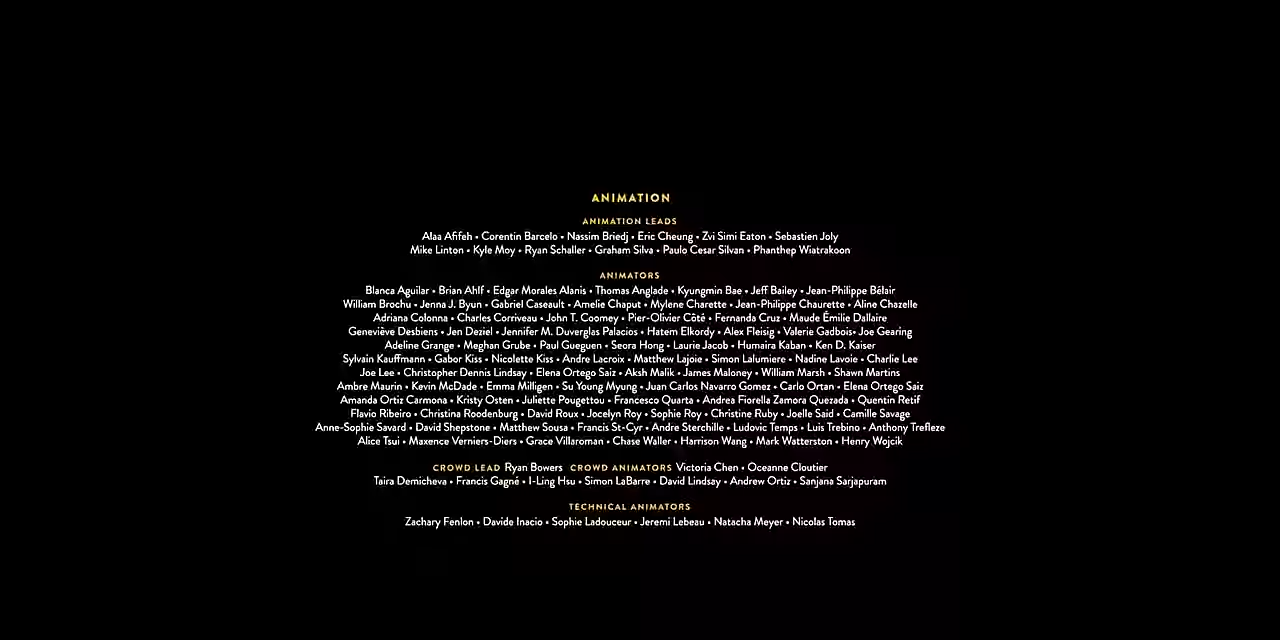 ANIMATION
ANIMATION LEADS
Alaa Afifeh • Corentin Barcelo • Nassim Briedj • Eric Cheung • Zvi Simi Eaton • Sebastien Joly
Mike Linton • Kyle Moy • Ryan Schaller • Graham Silva • Paulo Cesar Silvan • Phanthep Wiatrakoon
ANIMATORS
Blanca Aguilar • Brian Ahlf • Edgar Morales Alanis • Thomas Anglade • Kyungmin Bae • Jeff Bailey • Jean-Philippe Bélair
William Brochu • Jenna J. Byun • Gabriel Caseault • Amelie Chaput • Mylene Charette • Jean-Philippe Chaurette • Aline Chazelle
Adriana Colonna • Charles Corriveau • John T. Coomey • Pier-Olivier Côté • Fernanda Cruz • Maude Émilie Dallaire
Geneviève Desbiens • Jen Deziel • Jennifer M. Duverglas Palacios • Hatem Elkordy • Alex Fleisig • Valerie Gadbois• Joe Gearing
Adeline Grange • Meghan Grube • Paul Gueguen • Seora Hong • Laurie Jacob • Humaira Kaban • Ken D. Kaiser
Sylvain Kauffmann • Gabor Kiss • Nicolette Kiss • Andre Lacroix • Matthew Lajoie • Simon Lalumiere • Nadine Lavoie • Charlie Lee
Joe Lee • Christopher Dennis Lindsay • Elena Ortego Saiz • Aksh Malik • James Maloney • William Marsh • Shawn Martins
Ambre Maurin • Kevin McDade • Emma Milligen • Su Young Myung • Juan Carlos Navarro Gomez • Carlo Ortan • Elena Ortego Saiz
Amanda Ortiz Carmona • Kristy Osten • Juliette Pougettou • Francesco Quarta • Andrea Fiorella Zamora Quezada • Quentin Retif
Flavio Ribeiro • Christina Roodenburg • David Roux • Jocelyn Roy • Sophie Roy • Christine Ruby • Joelle Said • Camille Savage
Anne-Sophie Savard • David Shepstone • Matthew Sousa • Francis St-Cyr • Andre Sterchille • Ludovic Temps • Luis Trebino • Anthony Trefleze
Alice Tsui • Maxence Verniers-Diers • Grace Villaroman • Chase Waller • Harrison Wang • Mark Watterston • Henry Wojcik
CROWD LEAD Ryan Bowers CROWD ANIMATORS Victoria Chen • Oceanne Cloutier
Taira Demicheva • Francis Gagné • I-Ling Hsu • Simon LaBarre • David Lindsay • Andrew Ortiz • Sanjana Sarjapuram
TECHNICAL ANIMATORS
Zachary Fenlon • Davide Inacio • Sophie Ladouceur • Jeremi Lebeau • Natacha Meyer • Nicolas Tomas